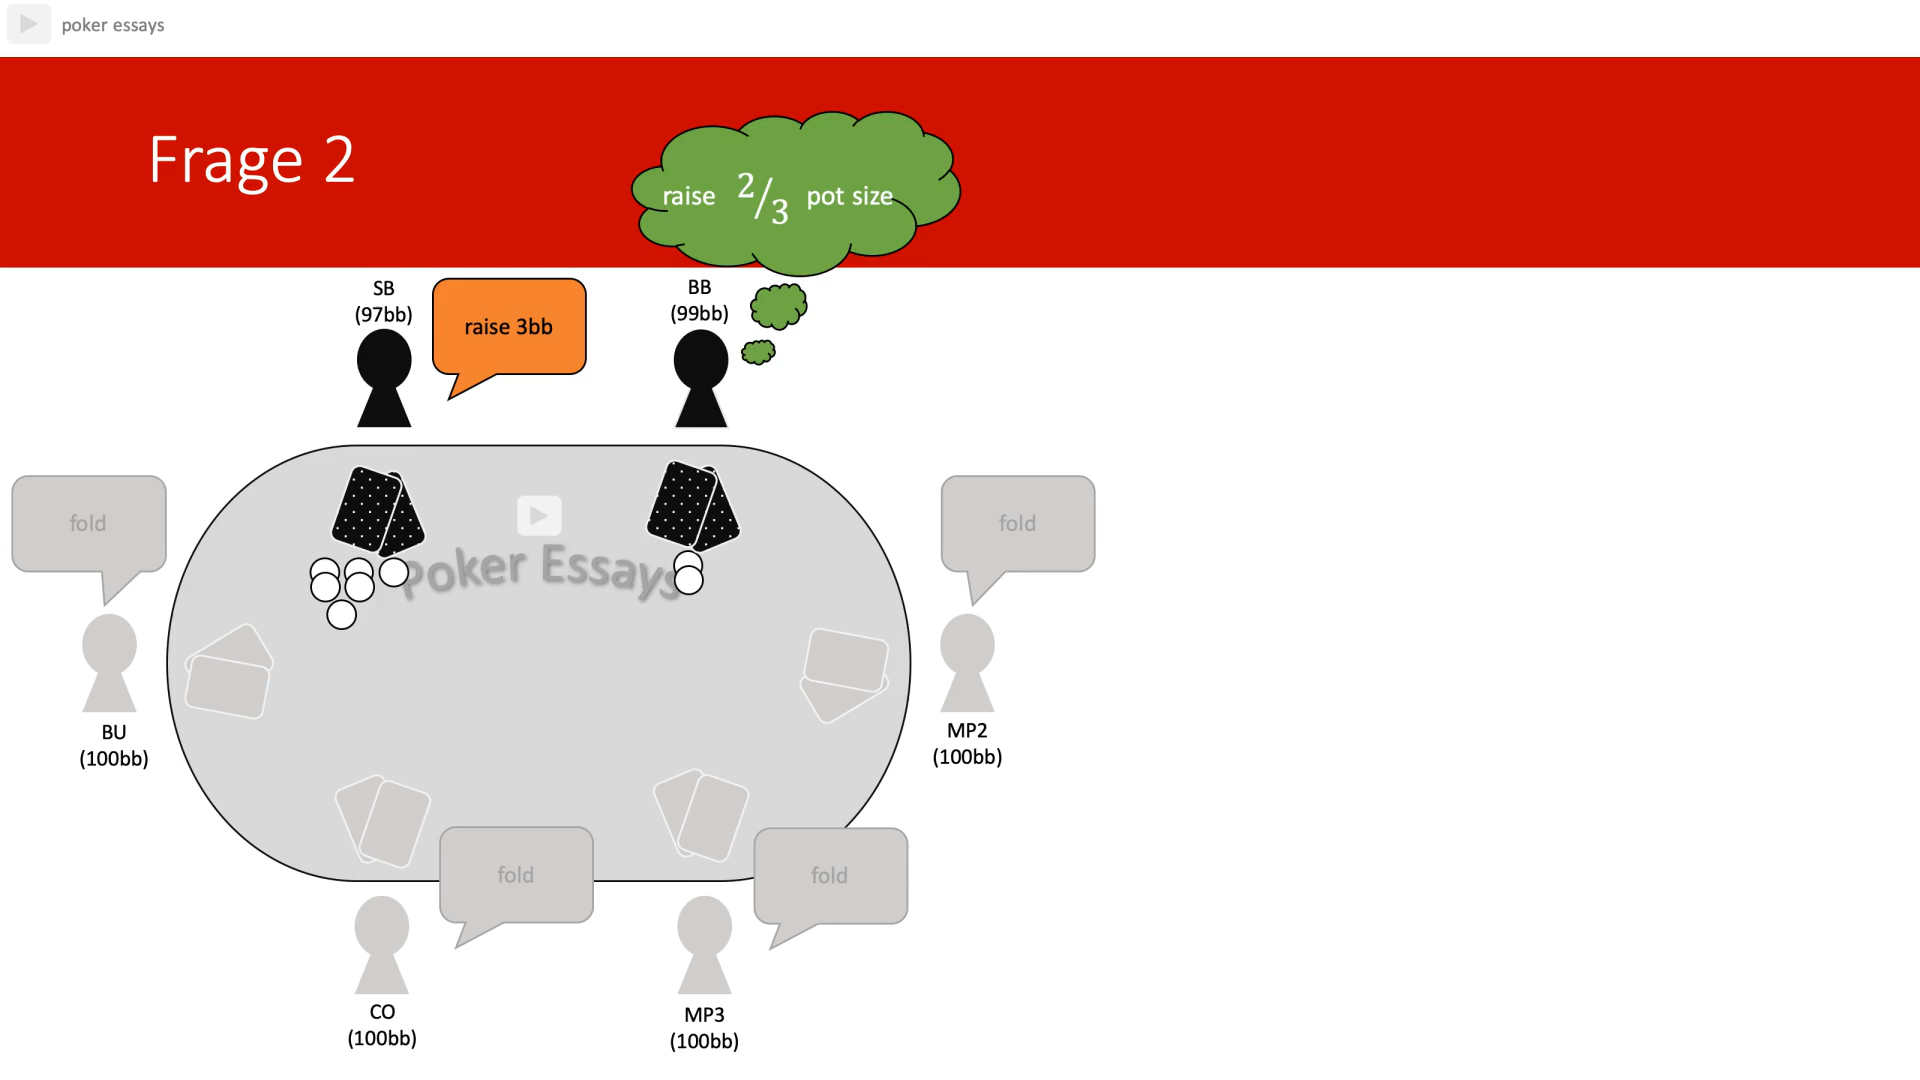 poker essays
Frage 2
raise 2/3 pot size
SB
(97bb)
raise 3bb
BB
(99bb)
fold
fold
Poker Essays
BU
(100bb)
MP2
(100bb)
fold
fold
CO
(100bb)
MP3
(100bb)